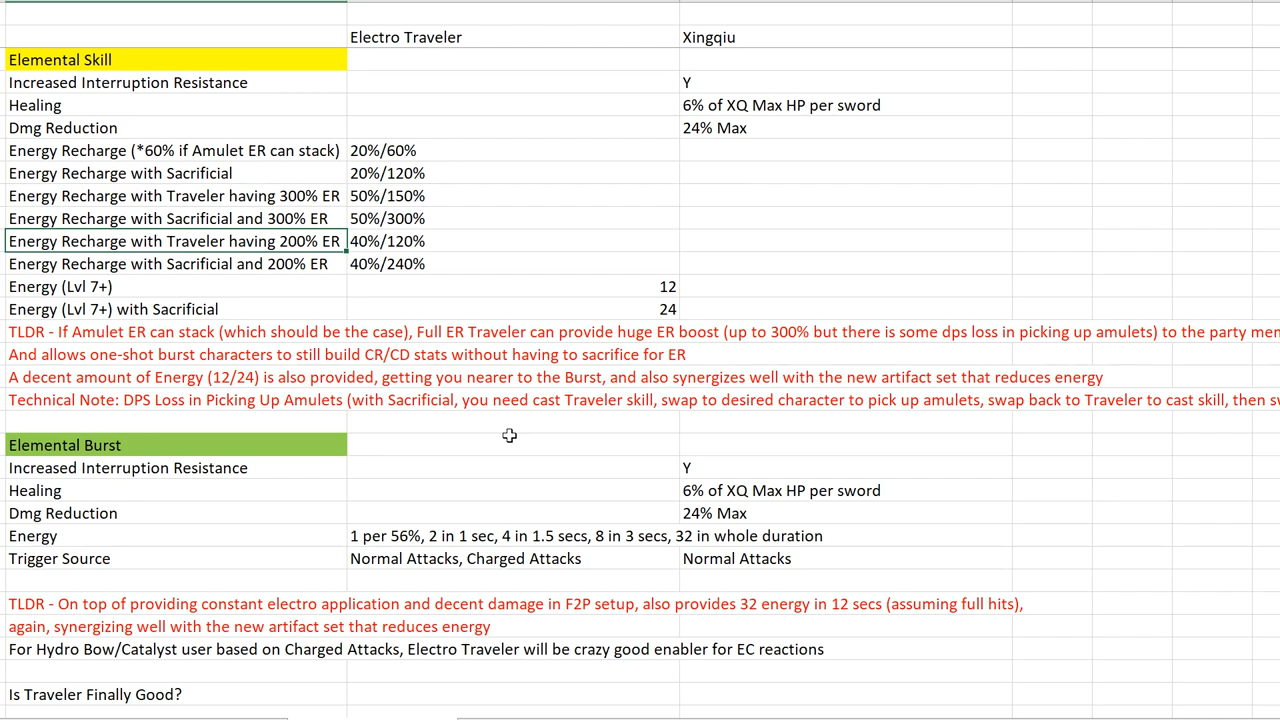 Electro Traveler Xingqiu
Elemental Skill
Increased Interruption Resistance Y
Healing 6% of XQ Max HP per sword
Dmg Reduction 24% Max
Energy Recharge (*60% if Amulet ER can stack) 20%/60%
Energy Recharge with Sacrificial 20%/120%
Energy Recharge with Traveler having 300% ER 50%/150%
Energy Recharge with Sacrificial and 300% ER 50%/300%
Energy Recharge with Traveler having 200% ER 40%/120%
Energy Recharge with Sacrificial and 200% ER 40%/240%
Energy (Lvl 7+) 12
Energy (Lvl 7+) with Sacrificial 24
TLDR - If Amulet ER can stack (which should be the case), Full ER Traveler can provide huge ER boost (up to 300% but there is some dps loss in picking up amulets) to the party mem
And allows one-shot burst characters to still build CR/CD stats without having to sacrifice for ER
A decent amount of Energy (12/24) is also provided, getting you nearer to the Burst, and also synergizes well with the new artifact set that reduces energy
Technical Note: DPS Loss in Picking Up Amulets (with Sacrificial, you need cast Traveler skill, swap to desired character to pick up amulets, swap back to Traveler to cast skill, then sw
Elemental Burst
Increased Interruption Resistance Y
Healing 6% of XQ Max HP per sword
Dmg Reduction 24% Max
Energy 1 per 56%, 2 in 1 sec, 4 in 1.5 secs, 8 in 3 secs, 32 in whole duration
Trigger Source Normal Attacks, Charged Attacks Normal Attacks
TLDR - On top of providing constant electro application and decent damage in F2P setup, also provides 32 energy in 12 secs (assuming full hits),
again, synergizing well with the new artifact set that reduces energy
For Hydro Bow/Catalyst user based on Charged Attacks, Electro Traveler will be crazy good enabler for EC reactions
Is Traveler Finally Good?